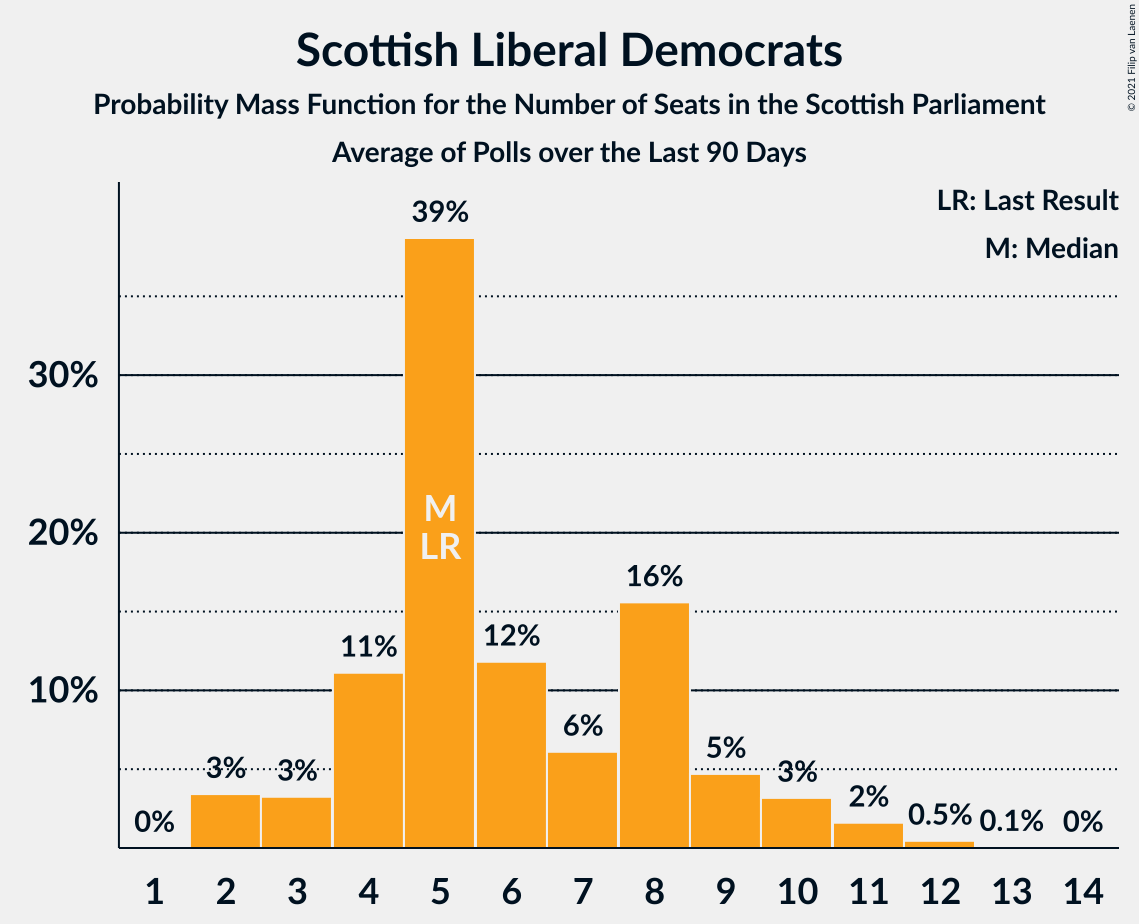 Scottish Liberal Democrats
Probability Mass Function for the Number of Seats in the Scottish Parliament
Average of Polls over the Last 90 Days
© 2021 Filip van Laenen
LR: Last Result
M: Median
39%
30%
20%
10%
M
LR
0%
3%
3%
11%
12%
6%
16%
5%
3%
2%
0.5%
0.1%
0%
1 2 3 4 5 6 7 8 9 10 11 12 13 14